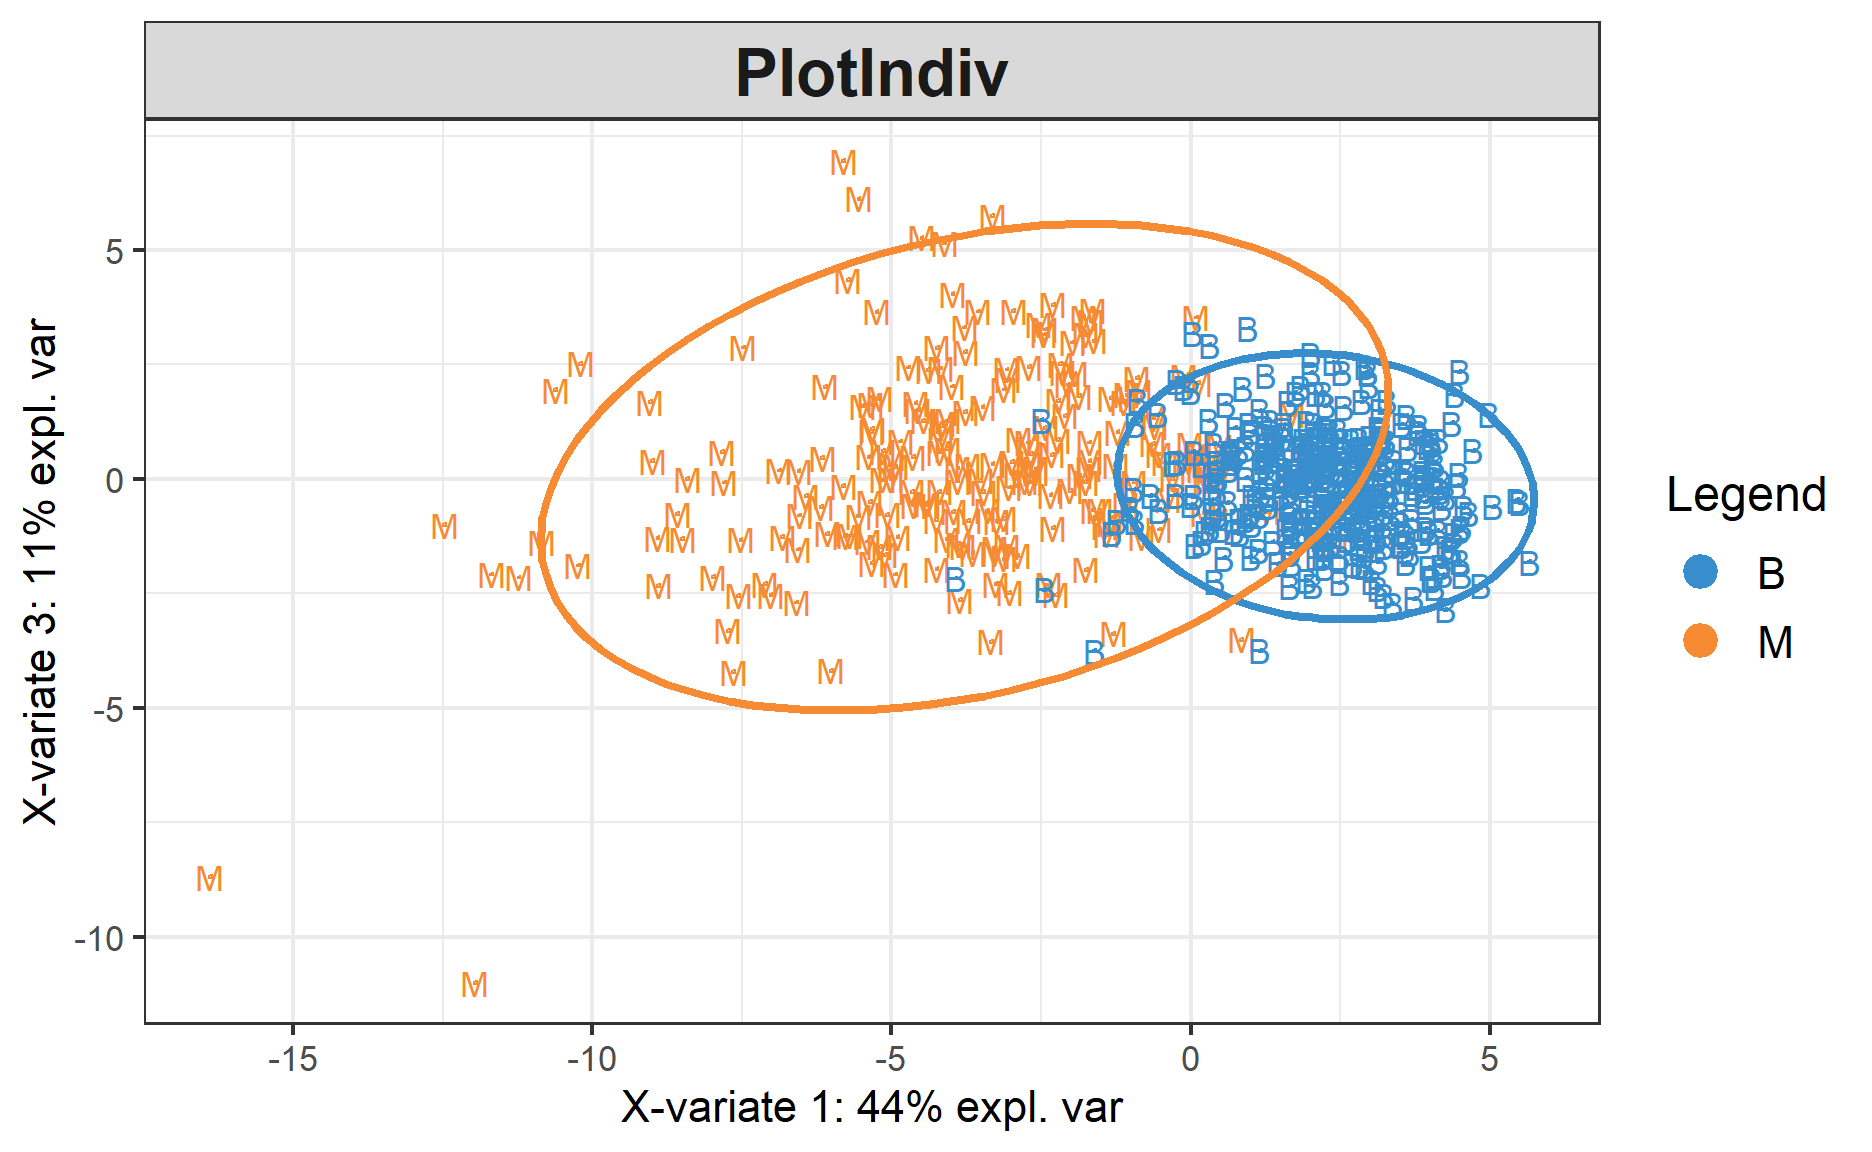 PlotIndiv
X-variate 3: 11% expl. var
5
0
-5
-10
-15
-10
-5
0
5
X-variate 1: 44% expl. var
Legend
B
M